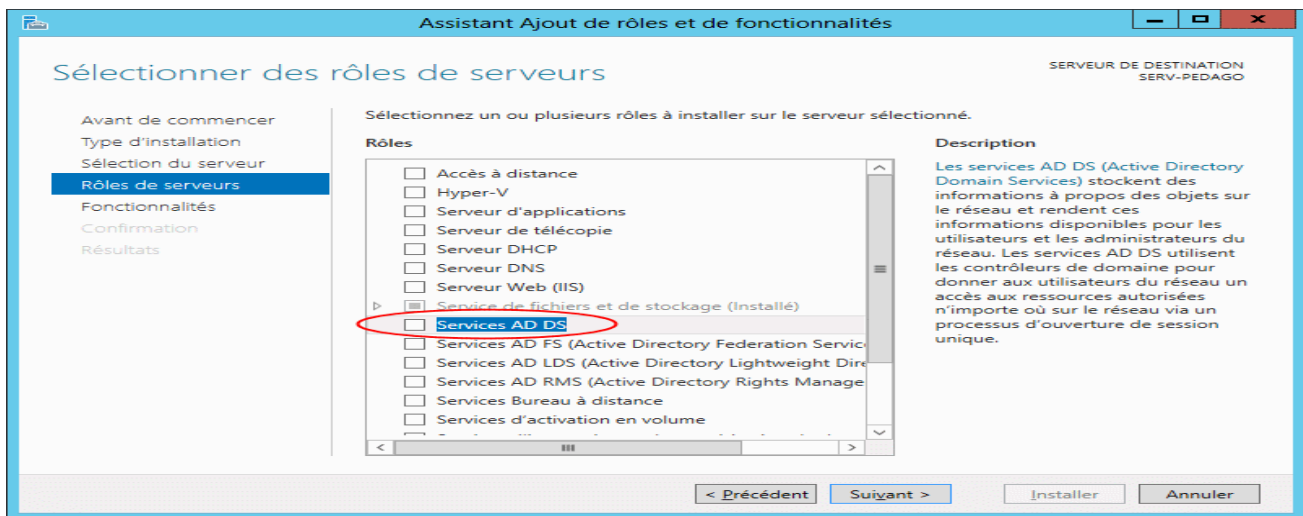 Assistant Ajout de rôles et de fonctionnalités
Sélectionner des rôles de serveurs
SERVEUR DE DESTINATION
SERV-PEDAGO
Avant de commencer
Type d'installation
Sélection du serveur
Rôles de serveurs
Fonctionnalités
Confirmation
Résultats
Sélectionnez un ou plusieurs rôles à installer sur le serveur sélectionné.
Rôles
Accès à distance
Hyper-V
Serveur d'applications
Serveur de télécopie
Serveur DHCP
Serveur DNS
Serveur Web (IIS)
Service de fichiers et de stockage (Installé)
Services AD DS
Services AD FS (Active Directory Federation Servic
Services AD LDS (Active Directory Lightweight Dire
Services AD RMS (Active Directory Rights Manage
Services Bureau à distance
Services d'activation en volume
Description
Les services AD DS (Active Directory
Domain Services) stockent des
informations à propos des objets sur
le réseau et rendent ces
informations disponibles pour les
utilisateurs et les administrateurs du
réseau. Les services AD DS utilisent
les contrôleurs de domaine pour
donner aux utilisateurs du réseau un
accès aux ressources autorisées
n'importe où sur le réseau via un
processus d'ouverture de session
unique.
< Précédent
Suivant >
Installer
Annuler